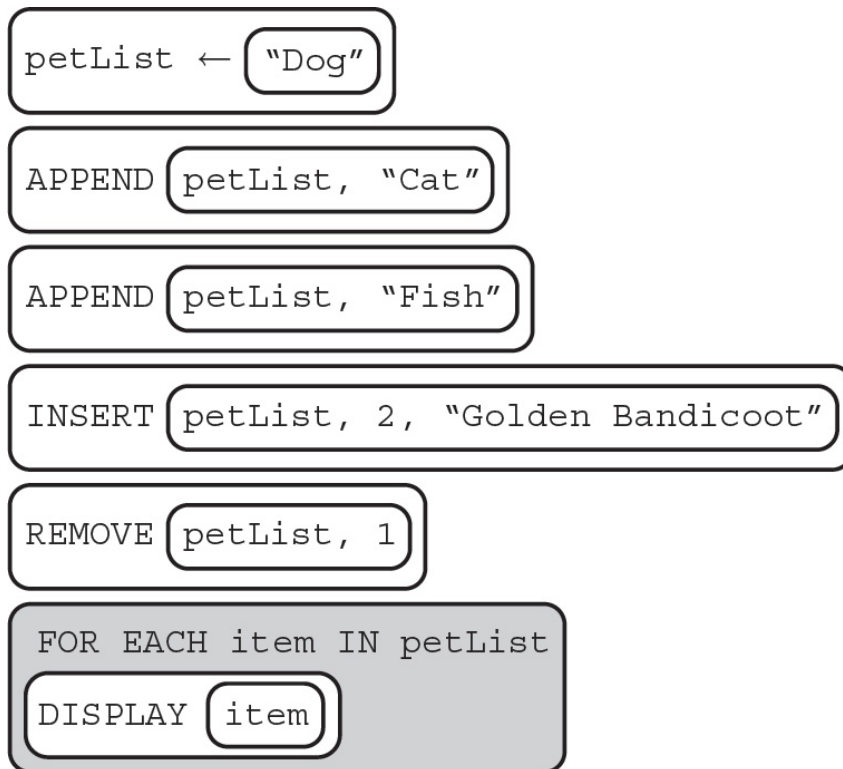 petList ← “Dog”
APPEND petList, “Cat”
APPEND petList, “Fish”
INSERT petList, 2, “Golden Bandicoot”
REMOVE petList, 1
FOR EACH item IN petList
DISPLAY item